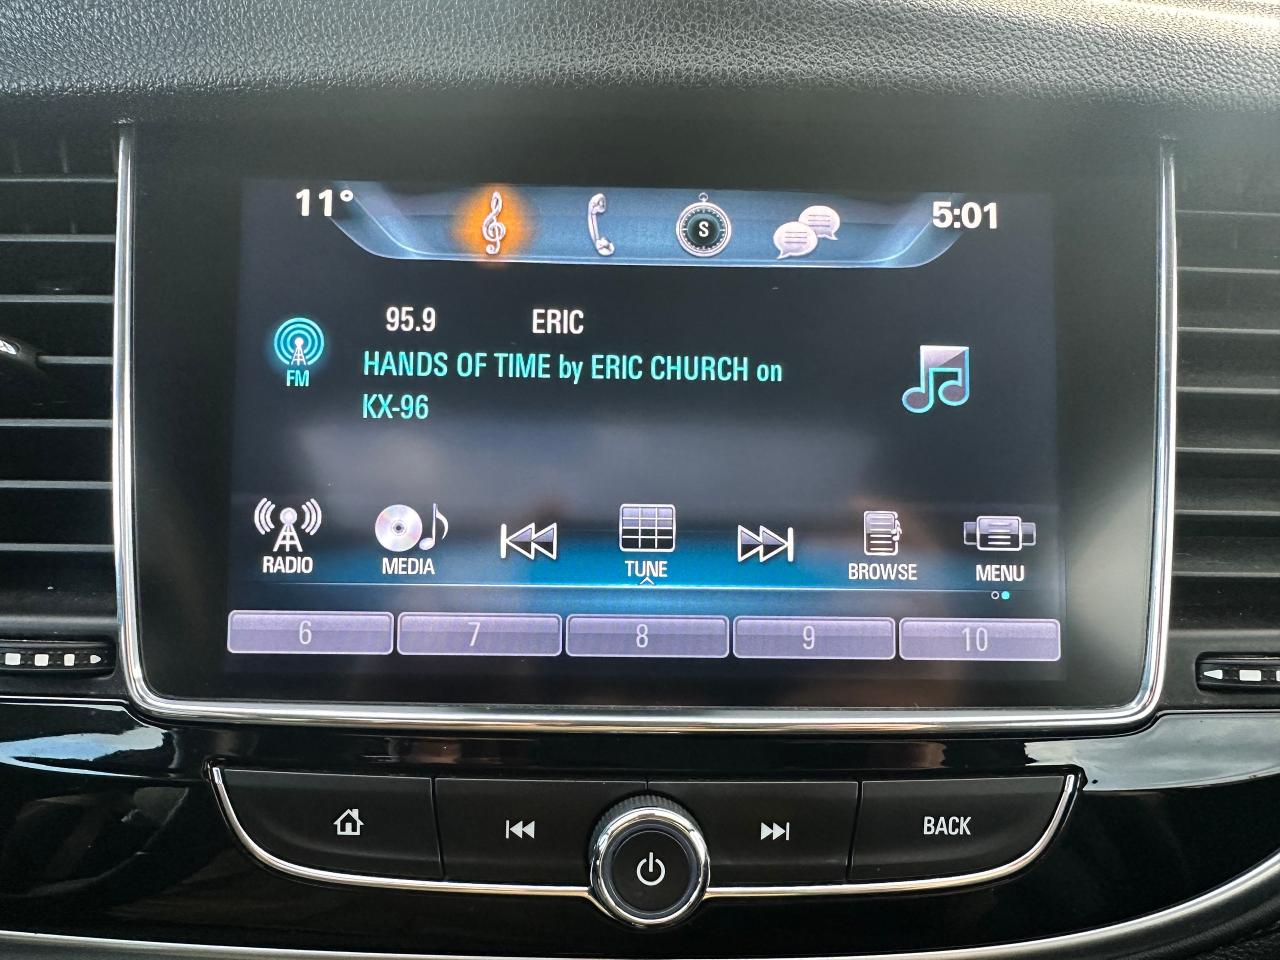 11° S 5:01
95.9 ERIC
FM HANDS OF TIME by ERIC CHURCH on
KX-96
RADIO MEDIA TUNE BROWSE MENU
6 7 8 9 10
BACK